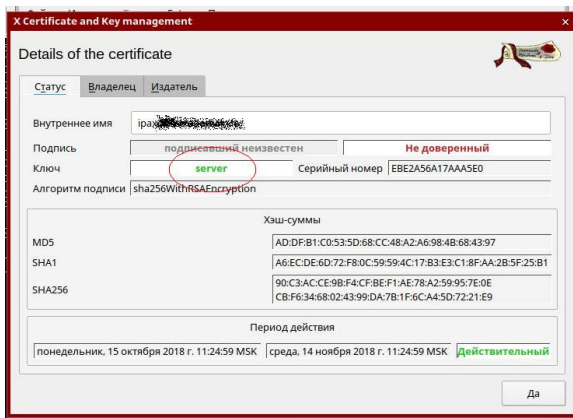 X Certificate and Key management
Details of the certificate
Статус Владелец Издатель
Внутреннее имя
Подпись подписавший неизвестен Не доверенный
Ключ server Серийный номер EBE2A56A17AAA5E0
Алгоритм подписи sha256WithRSAEncryption
Хэш-суммы
MD5 AD:DF:B1:C0:53:5D:68:CC:48:A2:A6:98:4B:68:43:97
SHA1 A6:EC:DE:6D:72:F8:0C:59:59:4C:17:B3:E3:C1:8F:AA:2B:5F:25:B1
90:C3:AC:CE:9B:F4:CF:BE:F1:AE:78:A2:59:95:7E:0E
SHA256
CB:F6:34:68:02:43:99:DA:7B:1F:6C:A4:5D:72:21:E9
Период действия
понедельник, 15 октября 2018 г. 11:24:59 MSK среда, 14 ноября 2018 г. 11:24:59 MSK Действительный
Да